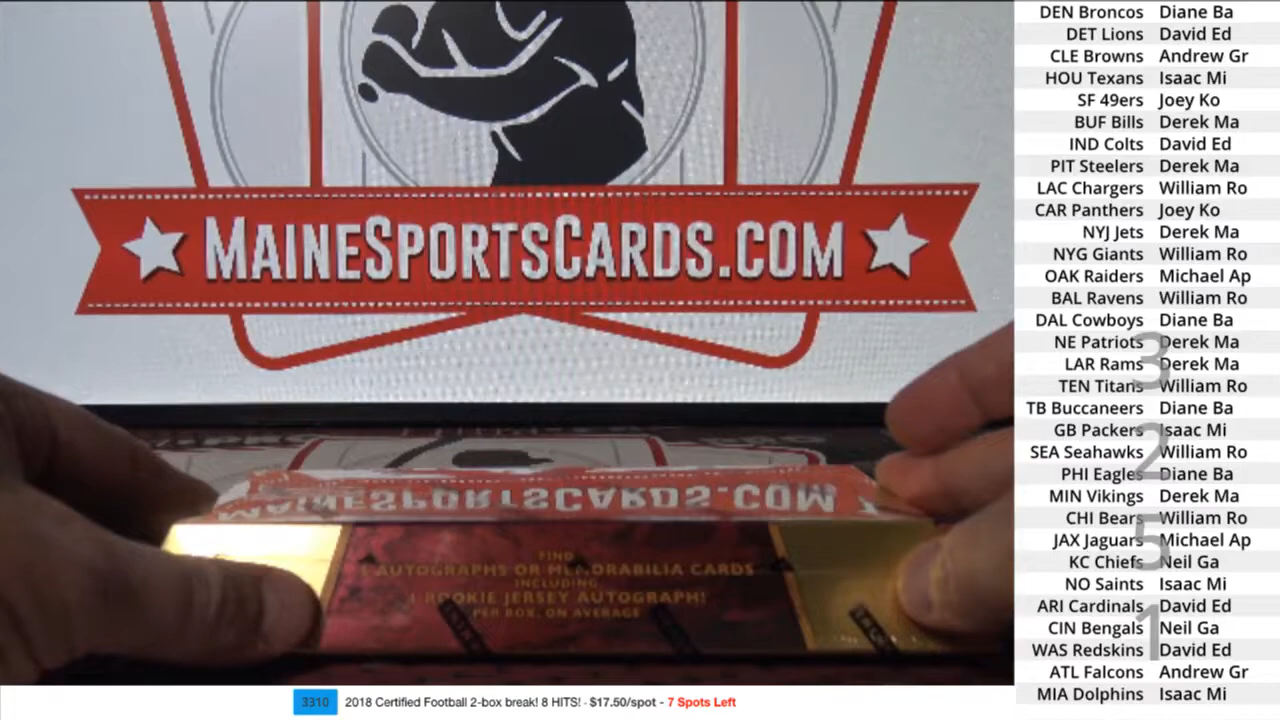 MAINESPORTSCARDS.COM
MAINESPORTSCARDS.COM
FIND
AUTOGRAPHS OR MEMORABILIA CARDS
INCLUDING
1 ROOKIE JERSEY AUTOGRAPH!
PER BOX, ON AVERAGE
DEN Broncos Diane Ba
DET Lions David Ed
CLE Browns Andrew Gr
HOU Texans Isaac Mi
SF 49ers Joey Ko
BUF Bills Derek Ma
IND Colts David Ed
PIT Steelers Derek Ma
LAC Chargers William Ro
CAR Panthers Joey Ko
NYJ Jets Derek Ma
NYG Giants William Ro
OAK Raiders Michael Ap
BAL Ravens William Ro
DAL Cowboys Diane Ba
NE Patriots Derek Ma
LAR Rams Derek Ma
TEN Titans William Ro
TB Buccaneers Diane Ba
GB Packers Isaac Mi
SEA Seahawks William Ro
PHI Eagles Diane Ba
MIN Vikings Derek Ma
CHI Bears William Ro
JAX Jaguars Michael Ap
KC Chiefs Neil Ga
NO Saints Isaac Mi
ARI Cardinals David Ed
CIN Bengals Neil Ga
WAS Redskins David Ed
ATL Falcons Andrew Gr
MIA Dolphins Isaac Mi
3
2
5
1
3310 2018 Certified Football 2-box break! 8 HITS! - $17.50/spot - 7 Spots Left